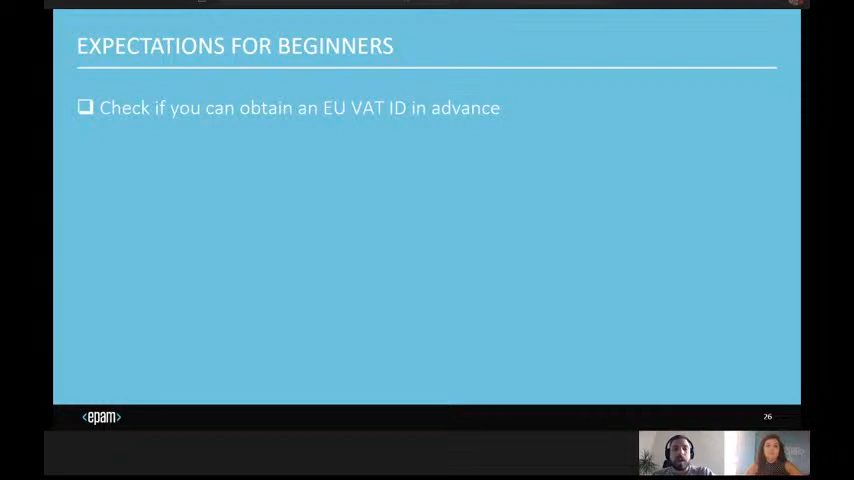 EXPECTATIONS FOR BEGINNERS
Check if you can obtain an EU VAT ID in advance
<epam>
26